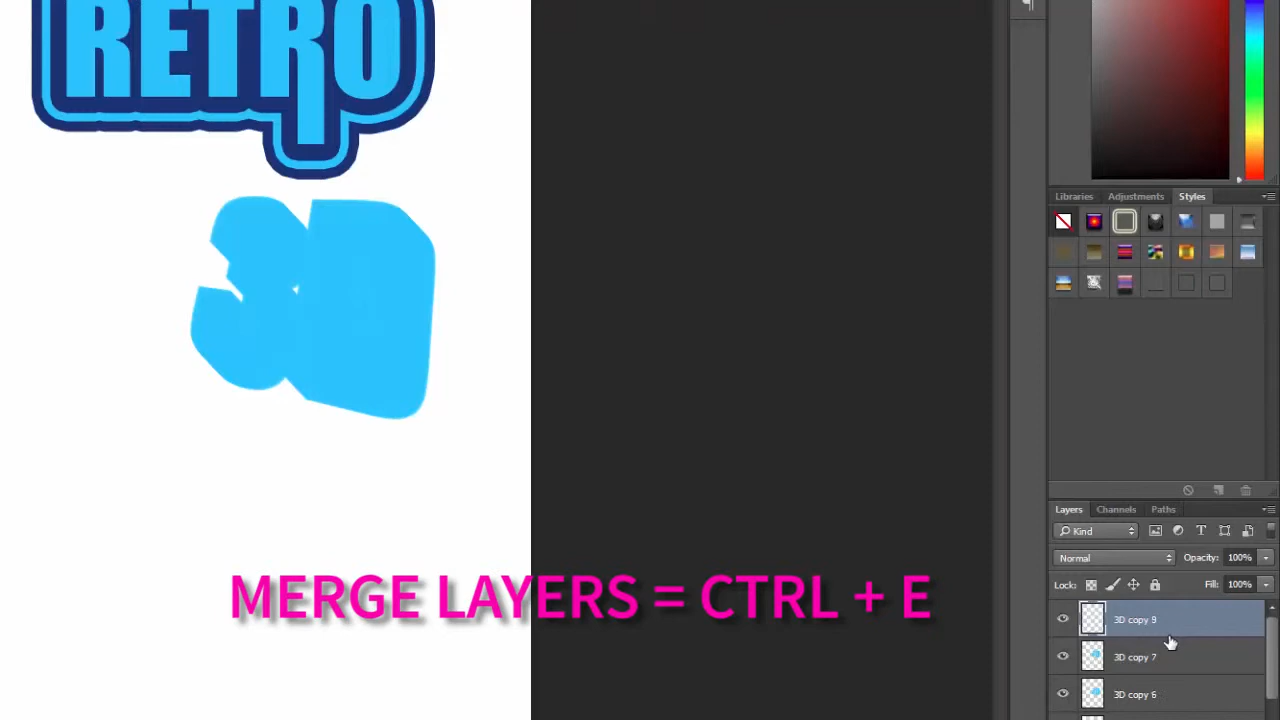 RETRO
3D
Libraries Adjustments Styles
Layers Channels Paths
Kind
Normal Opacity: 100%
Lock: Fill: 100%
3D copy 9
3D copy 7
3D copy 6
MERGE LAYERS = CTRL + E